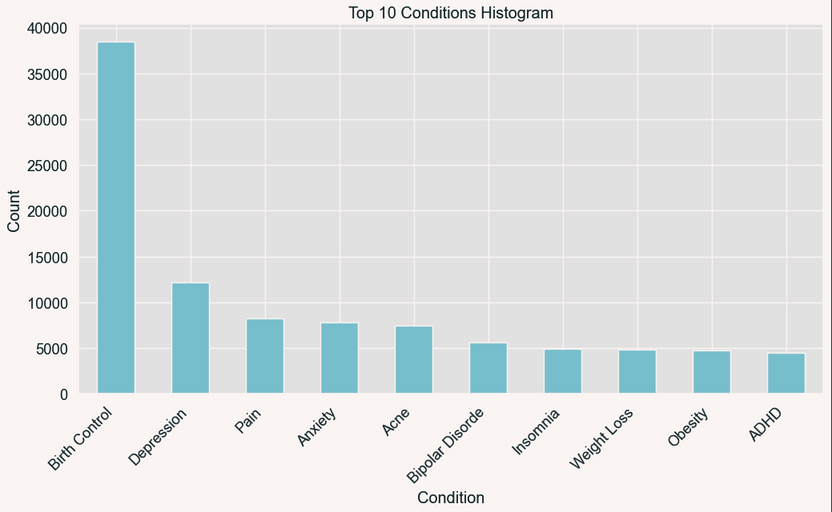 Top 10 Conditions Histogram
40000
35000
30000
25000
20000
15000
10000
5000
0
Count
Birth Control
Depression
Pain
Anxiety
Acne
Bipolar Disorde
Insomnia
Weight Loss
Obesity
ADHD
Condition